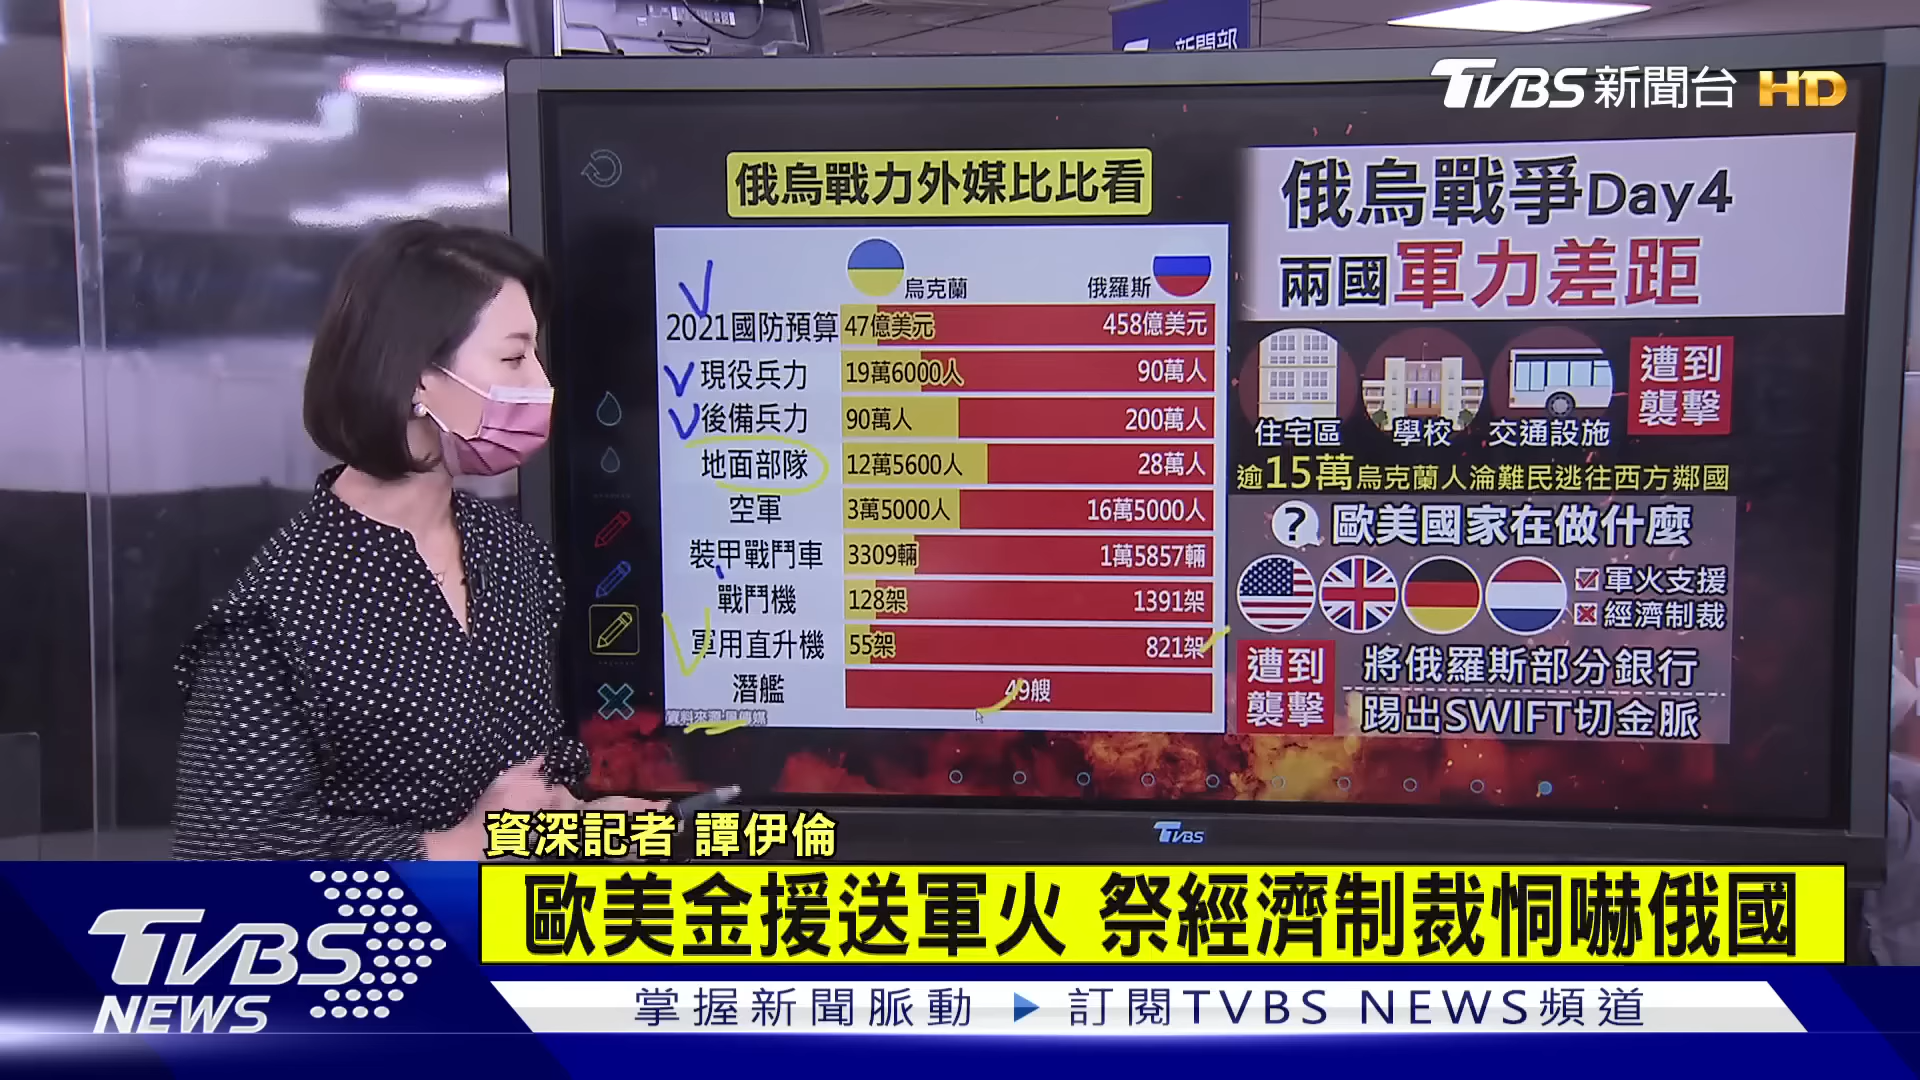 新聞部
TVBS新聞台 HD
俄烏戰力外媒比比看
烏克蘭 俄羅斯
2021國防預算 47億美元 458億美元
現役兵力 19萬6000人 90萬人
後備兵力 90萬人 200萬人
地面部隊 12萬5600人 28萬人
空軍 3萬5000人 16萬5000人
裝甲戰鬥車 3309輛 1萬5857輛
戰鬥機 128架 1391架
軍用直升機 55架 821架
潛艦 49艘
資料來源:風傳媒
俄烏戰爭Day4
兩國軍力差距
住宅區 學校 交通設施
遭到
襲擊
逾15萬烏克蘭人淪難民逃往西方鄰國
? 歐美國家在做什麼
軍火支援
經濟制裁
遭到
襲擊
將俄羅斯部分銀行
踢出SWIFT切金脈
TVBS
資深記者 譚伊倫
歐美金援送軍火 祭經濟制裁恫嚇俄國
TVBS
NEWS
掌握新聞脈動 ▶ 訂閱TVBS NEWS頻道